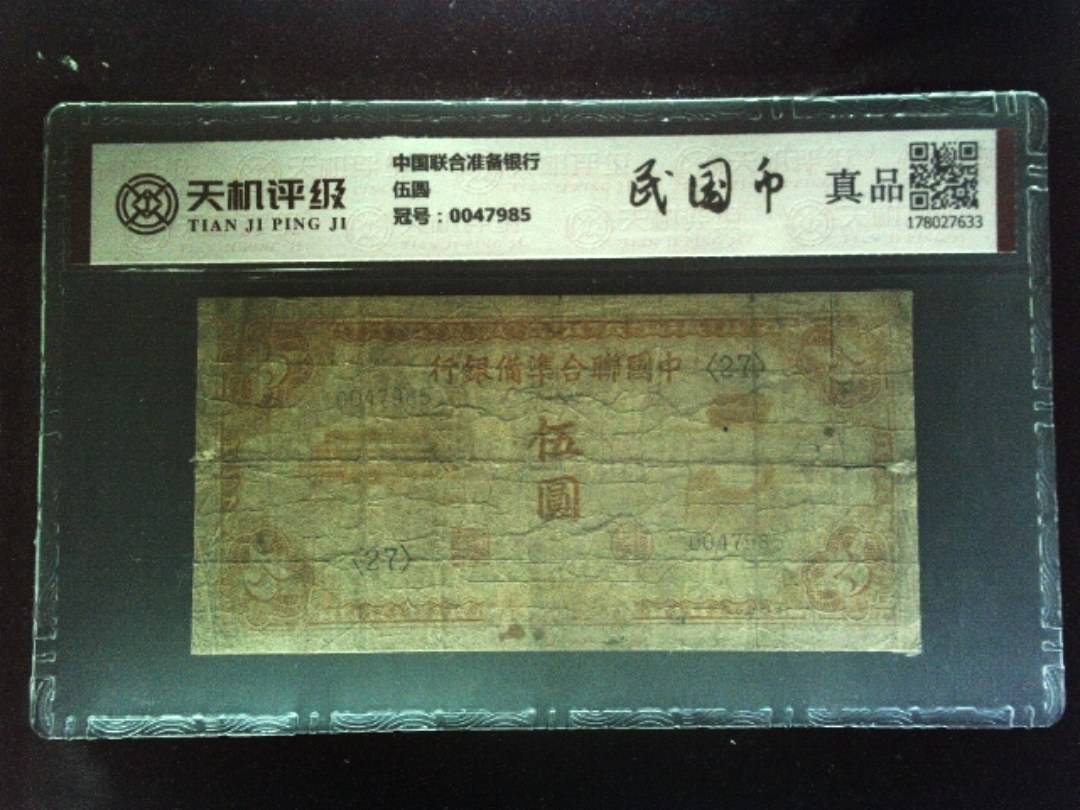 天机评级
TIAN JI PING JI
中国联合准备银行
伍圆
冠号：0047985
民国币
真品
178027633
行銀備準合聯國中
〈27〉
0047985
伍
圓
0047985
〈27〉